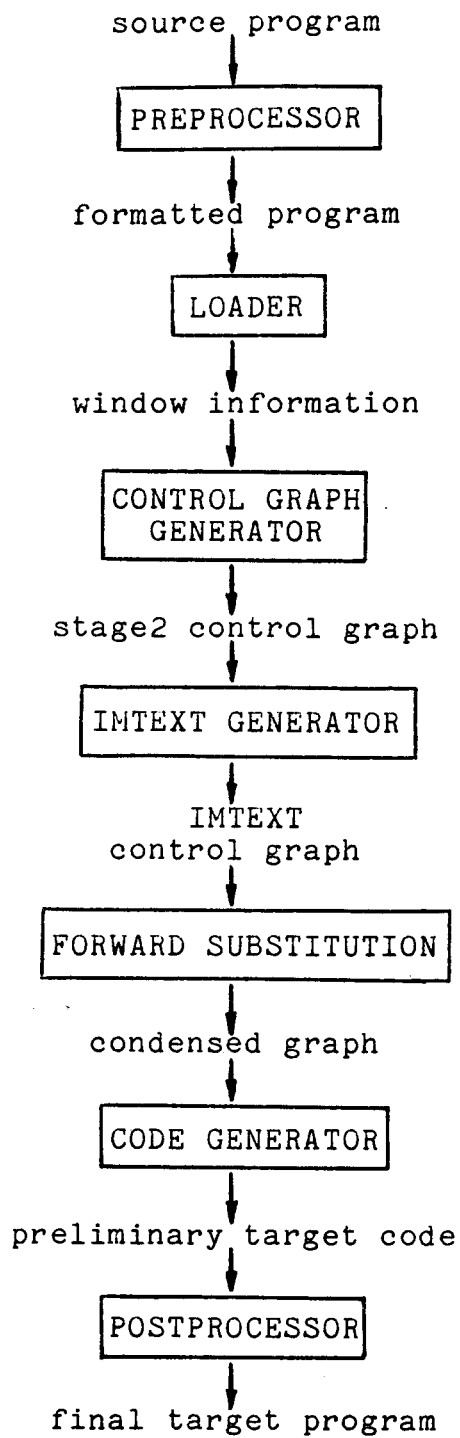 source program
PREPROCESSOR
formatted program
LOADER
window information
CONTROL GRAPH
GENERATOR
stage2 control graph
IMTEXT GENERATOR
IMTEXT
control graph
FORWARD SUBSTITUTION
condensed graph
CODE GENERATOR
preliminary target code
POSTPROCESSOR
final target program